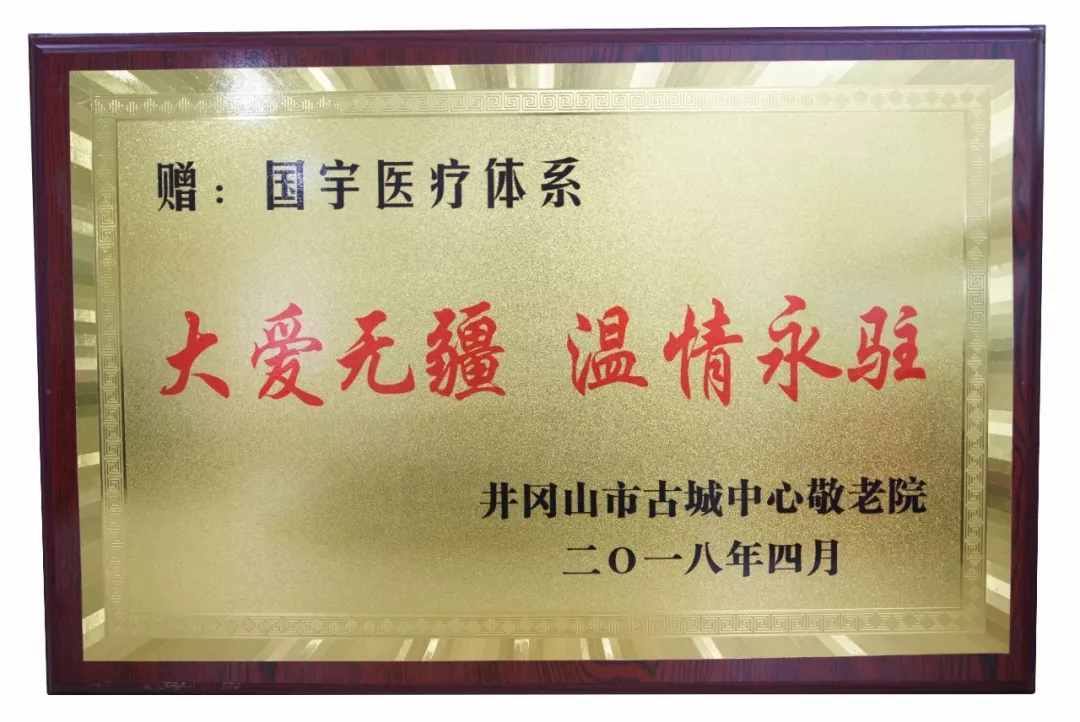 赠：国宇医疗体系
大爱无疆 温情永驻
井冈山市古城中心敬老院
二O一八年四月